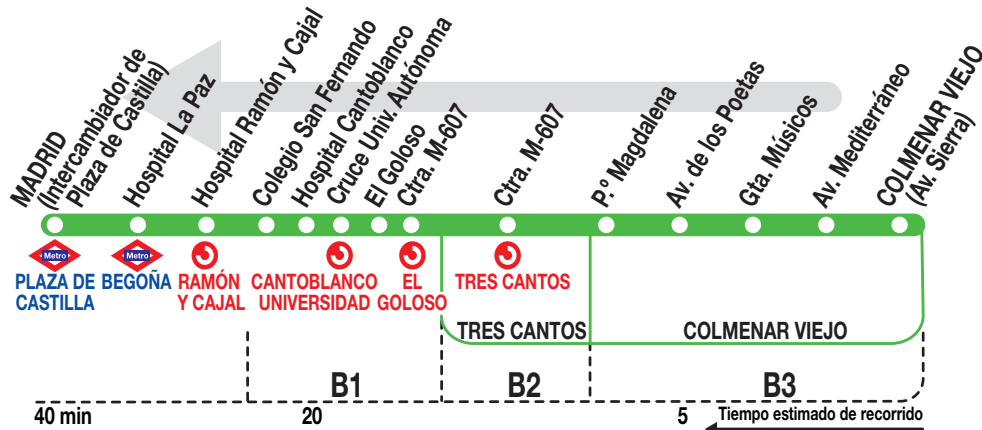 MADRID
(Intercambiador de
Plaza de Castilla)
Hospital La Paz
Hospital Ramón y Cajal
Colegio San Fernando
Hospital Cantoblanco
Cruce Univ. Autónoma
El Goloso
Ctra. M-607
Ctra. M-607
P.º Magdalena
Av. de los Poetas
Gta. Músicos
Av. Mediterráneo
COLMENAR VIEJO
(Av. Sierra)
Metro
Metro
PLAZA DE
CASTILLA
BEGOÑA
RAMÓN
Y CAJAL
CANTOBLANCO
UNIVERSIDAD
EL
GOLOSO
TRES CANTOS
TRES CANTOS
COLMENAR VIEJO
B1
B2
B3
40 min
20
5
Tiempo estimado de recorrido